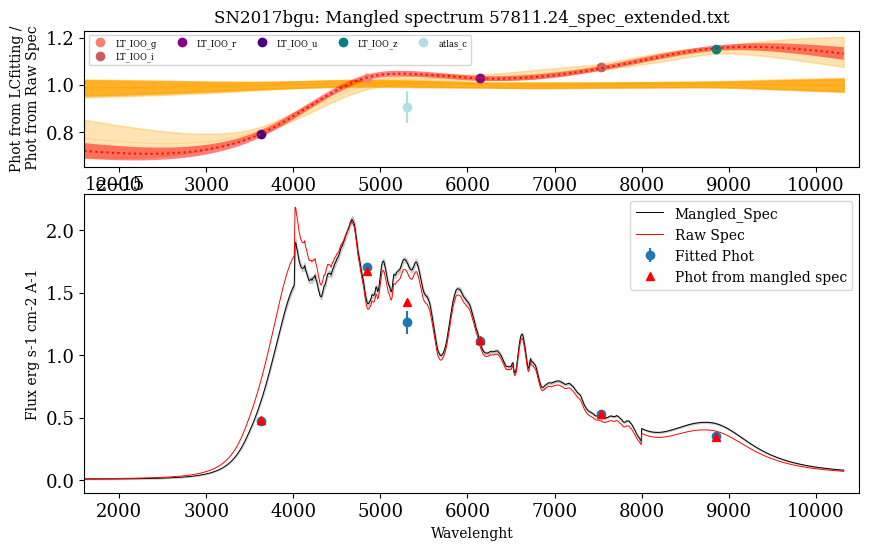 SN2017bgu: Mangled spectrum 57811.24_spec_extended.txt
Phot from LCfitting /
Phot from Raw Spec
1.2
1.0
0.8
LT_IOO_g LT_IOO_r LT_IOO_u LT_IOO_z atlas_c
LT_IOO_i
2000 3000 4000 5000 6000 7000 8000 9000 10000
1e−15
Flux erg s-1 cm-2 A-1
2.0
1.5
1.0
0.5
0.0
Mangled_Spec
Raw Spec
Fitted Phot
Phot from mangled spec
2000 3000 4000 5000 6000 7000 8000 9000 10000
Wavelenght